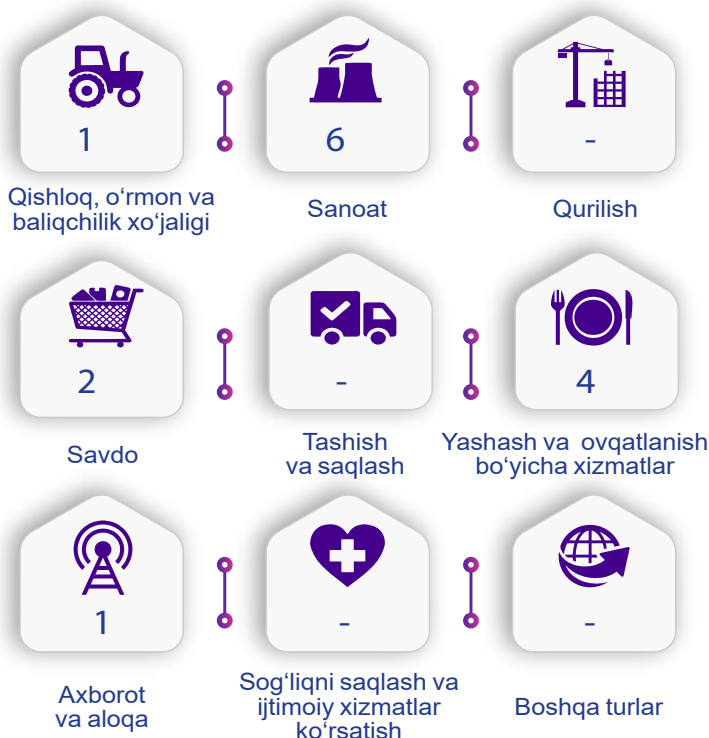 1
Qishloq, o‘rmon va
baliqchilik xo‘jaligi
6
Sanoat
-
Qurilish
2
Savdo
-
Tashish
va saqlash
4
Yashash va ovqatlanish
bo‘yicha xizmatlar
1
Axborot
va aloqa
-
Sog‘liqni saqlash va
ijtimoiy xizmatlar
ko‘rsatish
-
Boshqa turlar